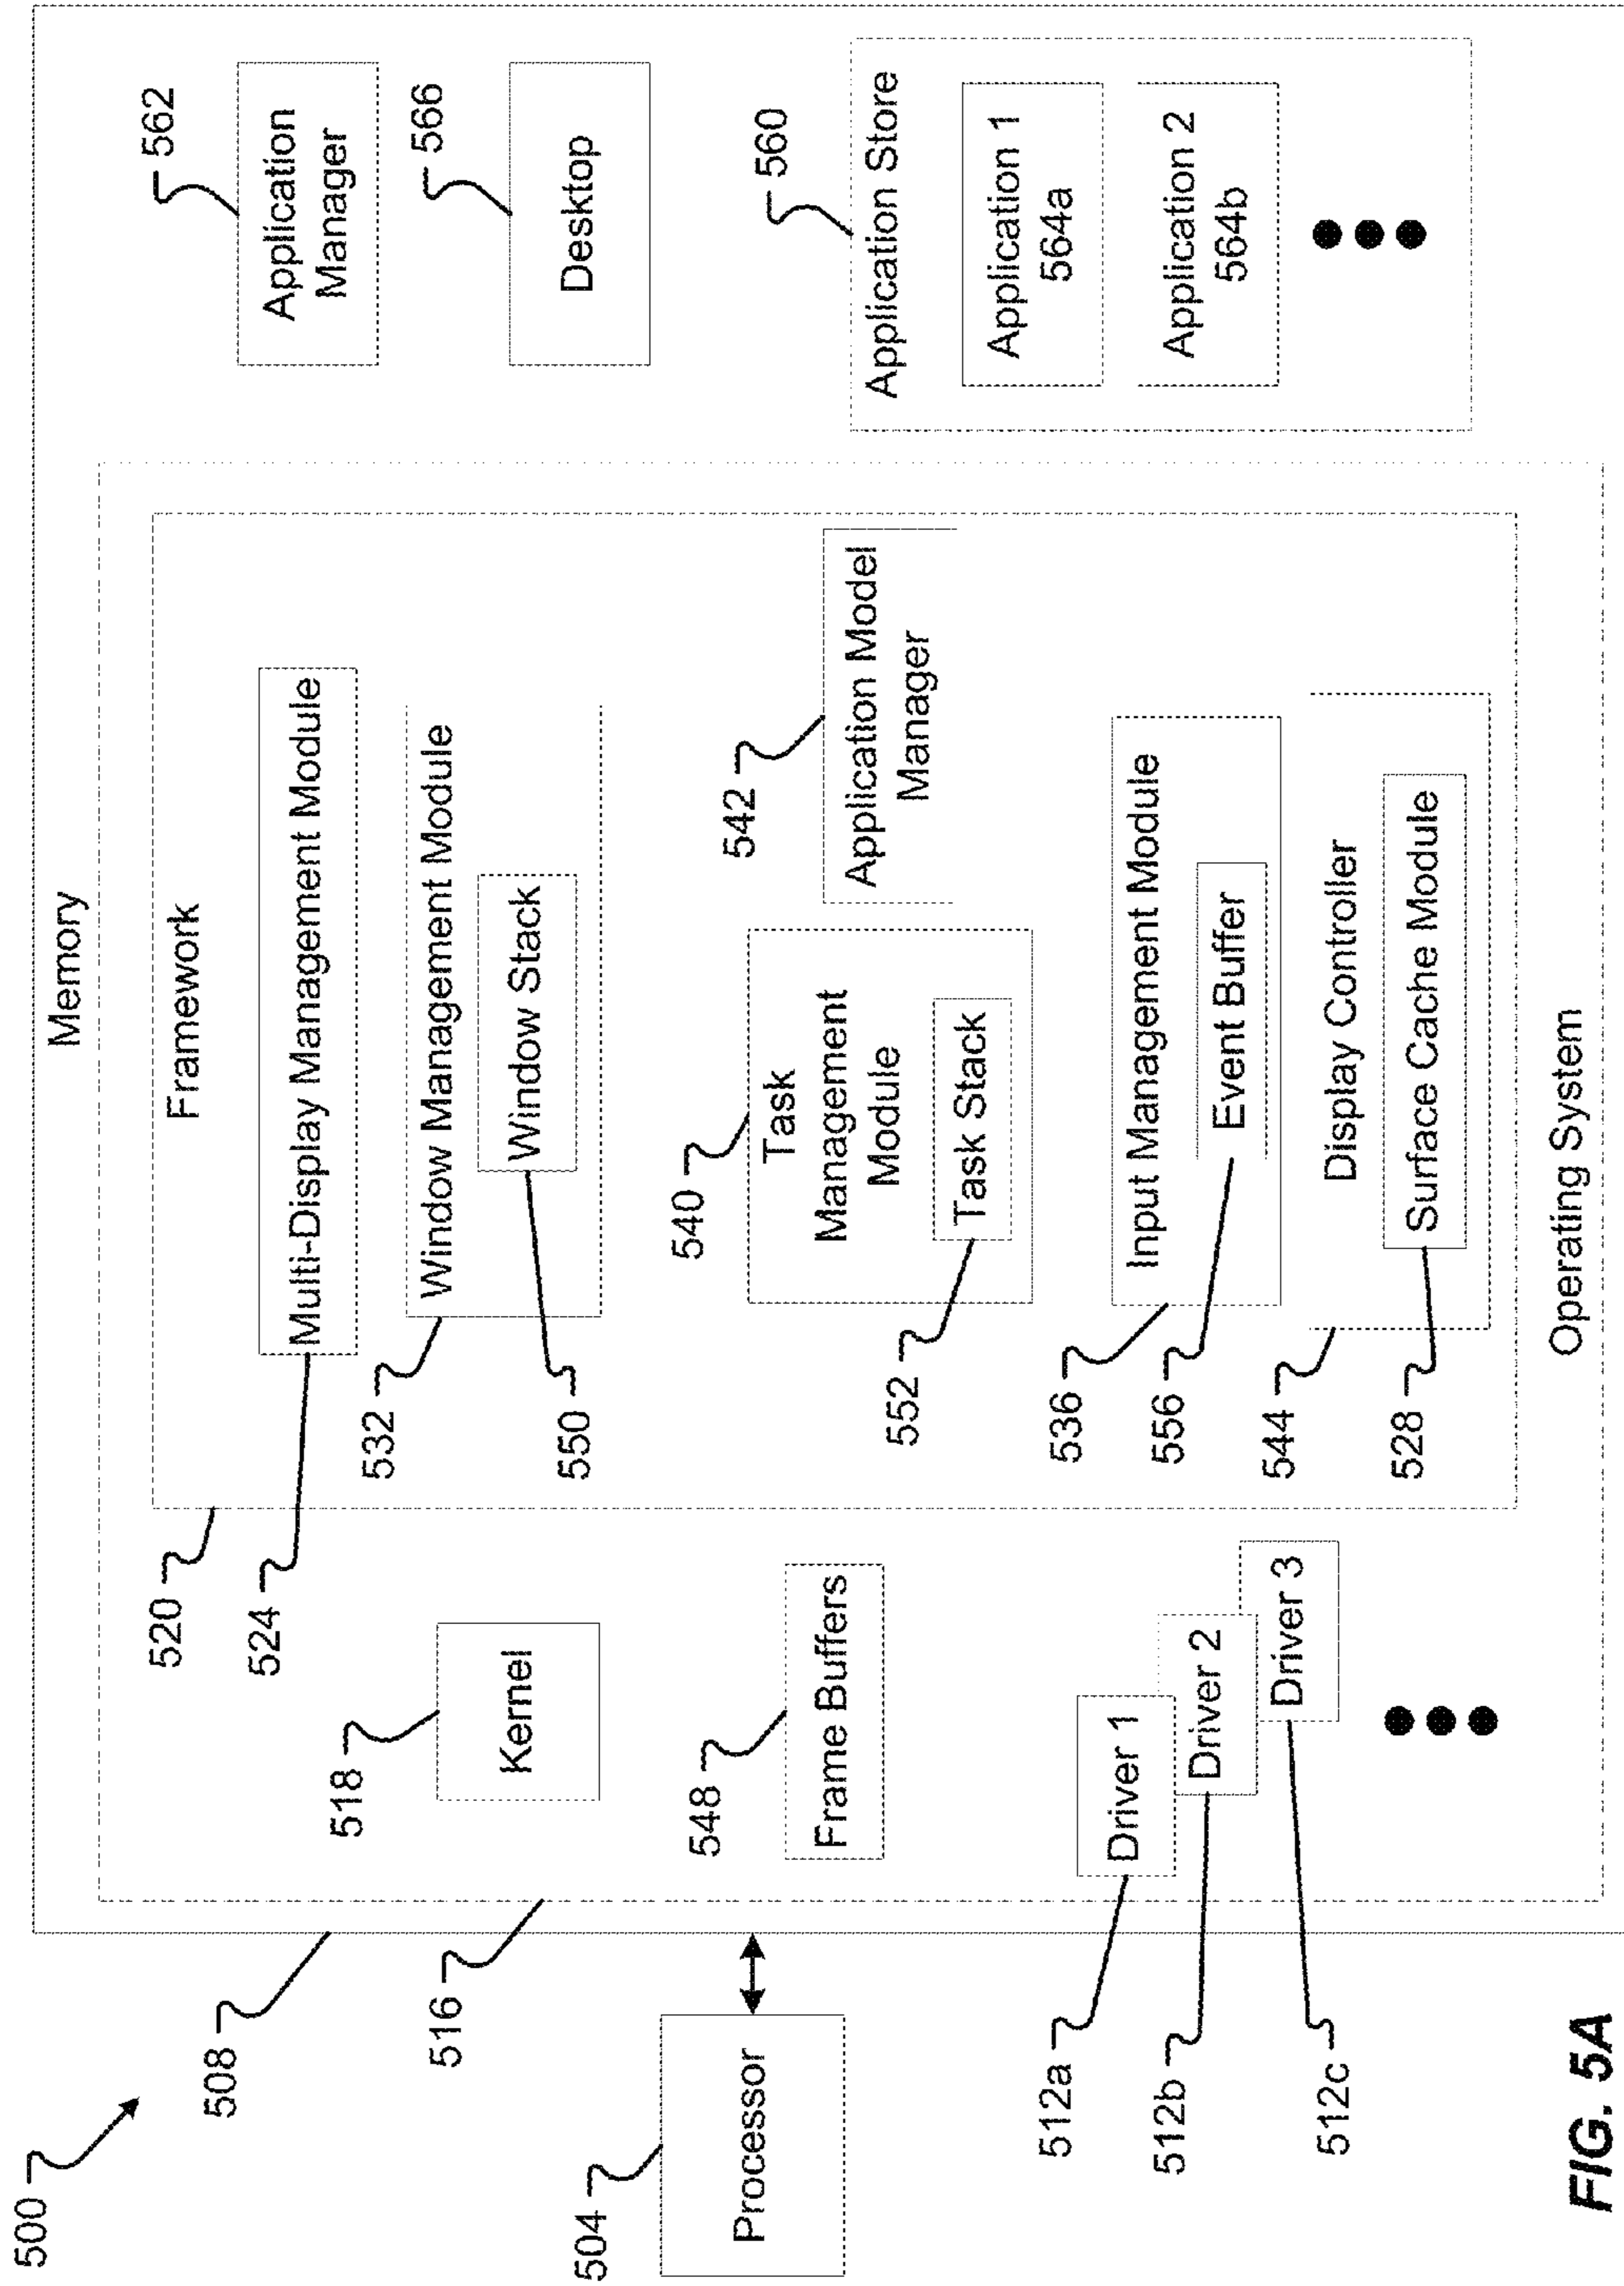 500
508
Memory
516
520
Framework
562
Application
Manager
524
Multi-Display Management Module
566
Desktop
518
Kernel
532
Window Management Module
550
Window Stack
504
Processor
548
Frame Buffers
540
Task
Management
Module
552
Task Stack
542
Application Model
Manager
560
Application Store
Application 1
564a
Application 2
564b
512a
Driver 1
512b
Driver 2
512c
Driver 3
536
Input Management Module
556
Event Buffer
544
Display Controller
528
Surface Cache Module
Operating System
FIG. 5A